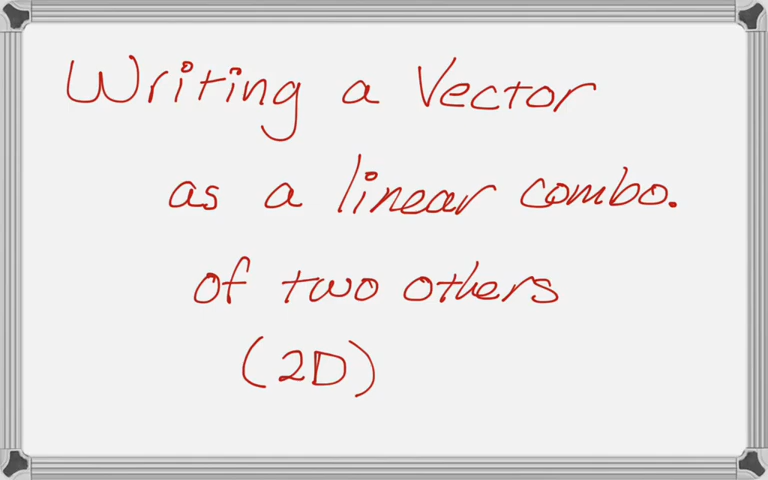 Writing a Vector
as a linear combo.
of two others
(2D)